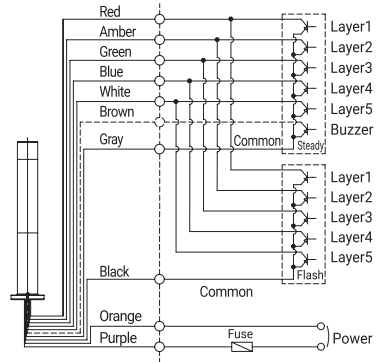 Red
Layer1
Amber
Layer2
Green
Layer3
Blue
Layer4
White
Layer5
Brown
Buzzer
Gray
Common
Steady
Layer1
Layer2
Layer3
Layer4
Layer5
Black
Flash
Common
Orange
Fuse
Power
Purple